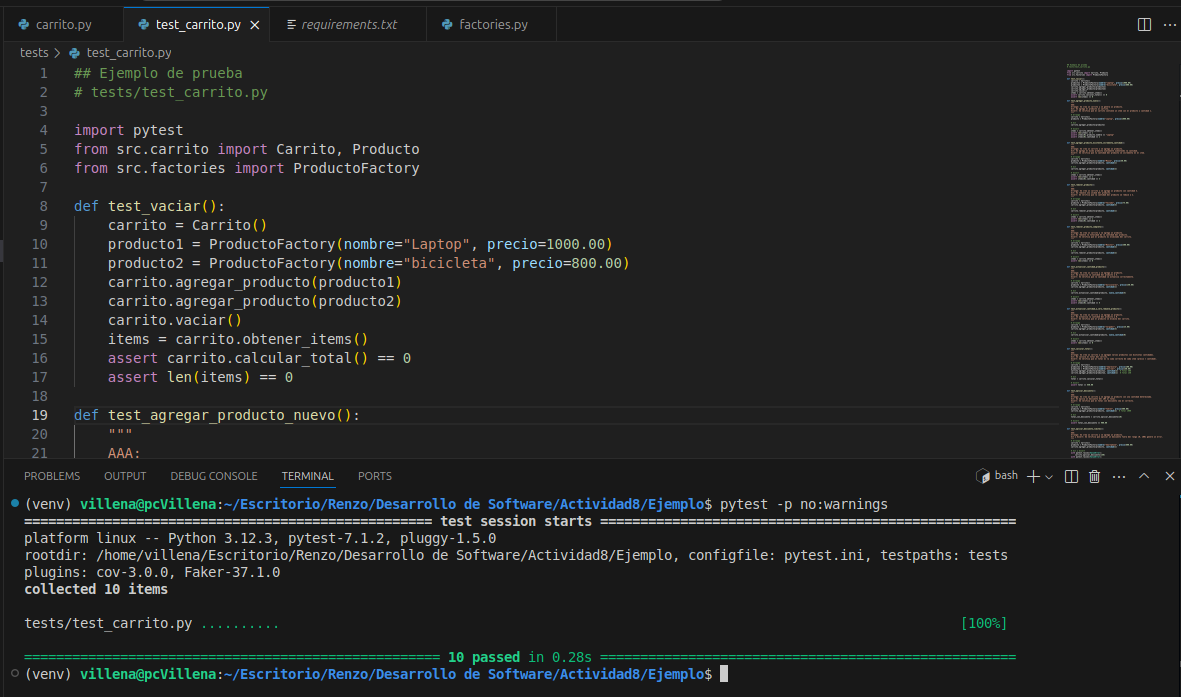 carrito.py test_carrito.py requirements.txt factories.py
tests > test_carrito.py
1 ## Ejemplo de prueba
2 # tests/test_carrito.py
3
4 import pytest
5 from src.carrito import Carrito, Producto
6 from src.factories import ProductoFactory
7
8 def test_vaciar():
9 carrito = Carrito()
10 producto1 = ProductoFactory(nombre="Laptop", precio=1000.00)
11 producto2 = ProductoFactory(nombre="bicicleta", precio=800.00)
12 carrito.agregar_producto(producto1)
13 carrito.agregar_producto(producto2)
14 carrito.vaciar()
15 items = carrito.obtener_items()
16 assert carrito.calcular_total() == 0
17 assert len(items) == 0
18
19 def test_agregar_producto_nuevo():
20 """
21 AAA:
PROBLEMS OUTPUT DEBUG CONSOLE TERMINAL PORTS bash
(venv) villena@pcVillena:~/Escritorio/Renzo/Desarrollo de Software/Actividad8/Ejemplo$ pytest -p no:warnings
================================================= test session starts ==================================================
platform linux -- Python 3.12.3, pytest-7.1.2, pluggy-1.5.0
rootdir: /home/villena/Escritorio/Renzo/Desarrollo de Software/Actividad8/Ejemplo, configfile: pytest.ini, testpaths: tests
plugins: cov-3.0.0, Faker-37.1.0
collected 10 items
tests/test_carrito.py .......... [100%]
================================================== 10 passed in 0.28s ==================================================
(venv) villena@pcVillena:~/Escritorio/Renzo/Desarrollo de Software/Actividad8/Ejemplo$